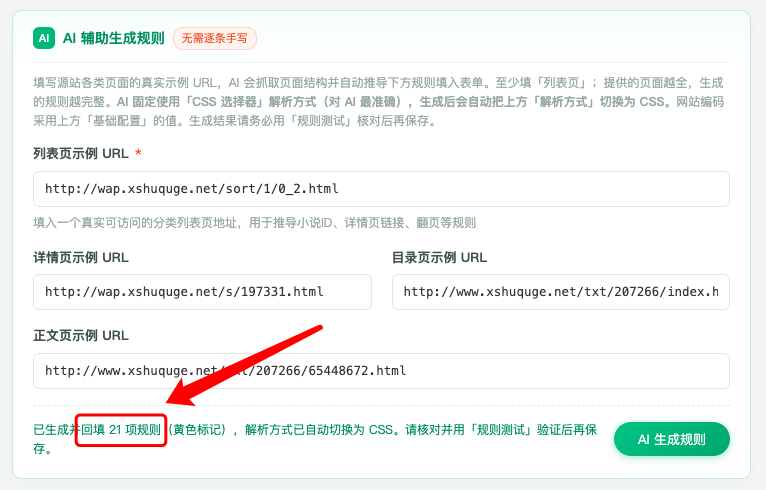 AI AI 辅助生成规则 无需逐条手写
填写源站各类页面的真实示例 URL，AI 会抓取页面结构并自动推导下方规则填入表单。至少填「列表页」；提供的页面越全，生成
的规则越完整。AI 固定使用「CSS 选择器」解析方式（对 AI 最准确），生成后会自动把上方「解析方式」切换为 CSS。网站编码
采用上方「基础配置」的值。生成结果请务必用「规则测试」核对后再保存。
列表页示例 URL *
http://wap.xshuquge.net/sort/1/0_2.html
填入一个真实可访问的分类列表页地址，用于推导小说ID、详情页链接、翻页等规则
详情页示例 URL 目录页示例 URL
http://wap.xshuquge.net/s/197331.html http://www.xshuquge.net/txt/207266/index.h
正文页示例 URL
http://www.xshuquge.net/txt/207266/65448672.html
已生成并回填 21 项规则（黄色标记），解析方式已自动切换为 CSS。请核对并用「规则测试」验证后再保
存。
AI 生成规则